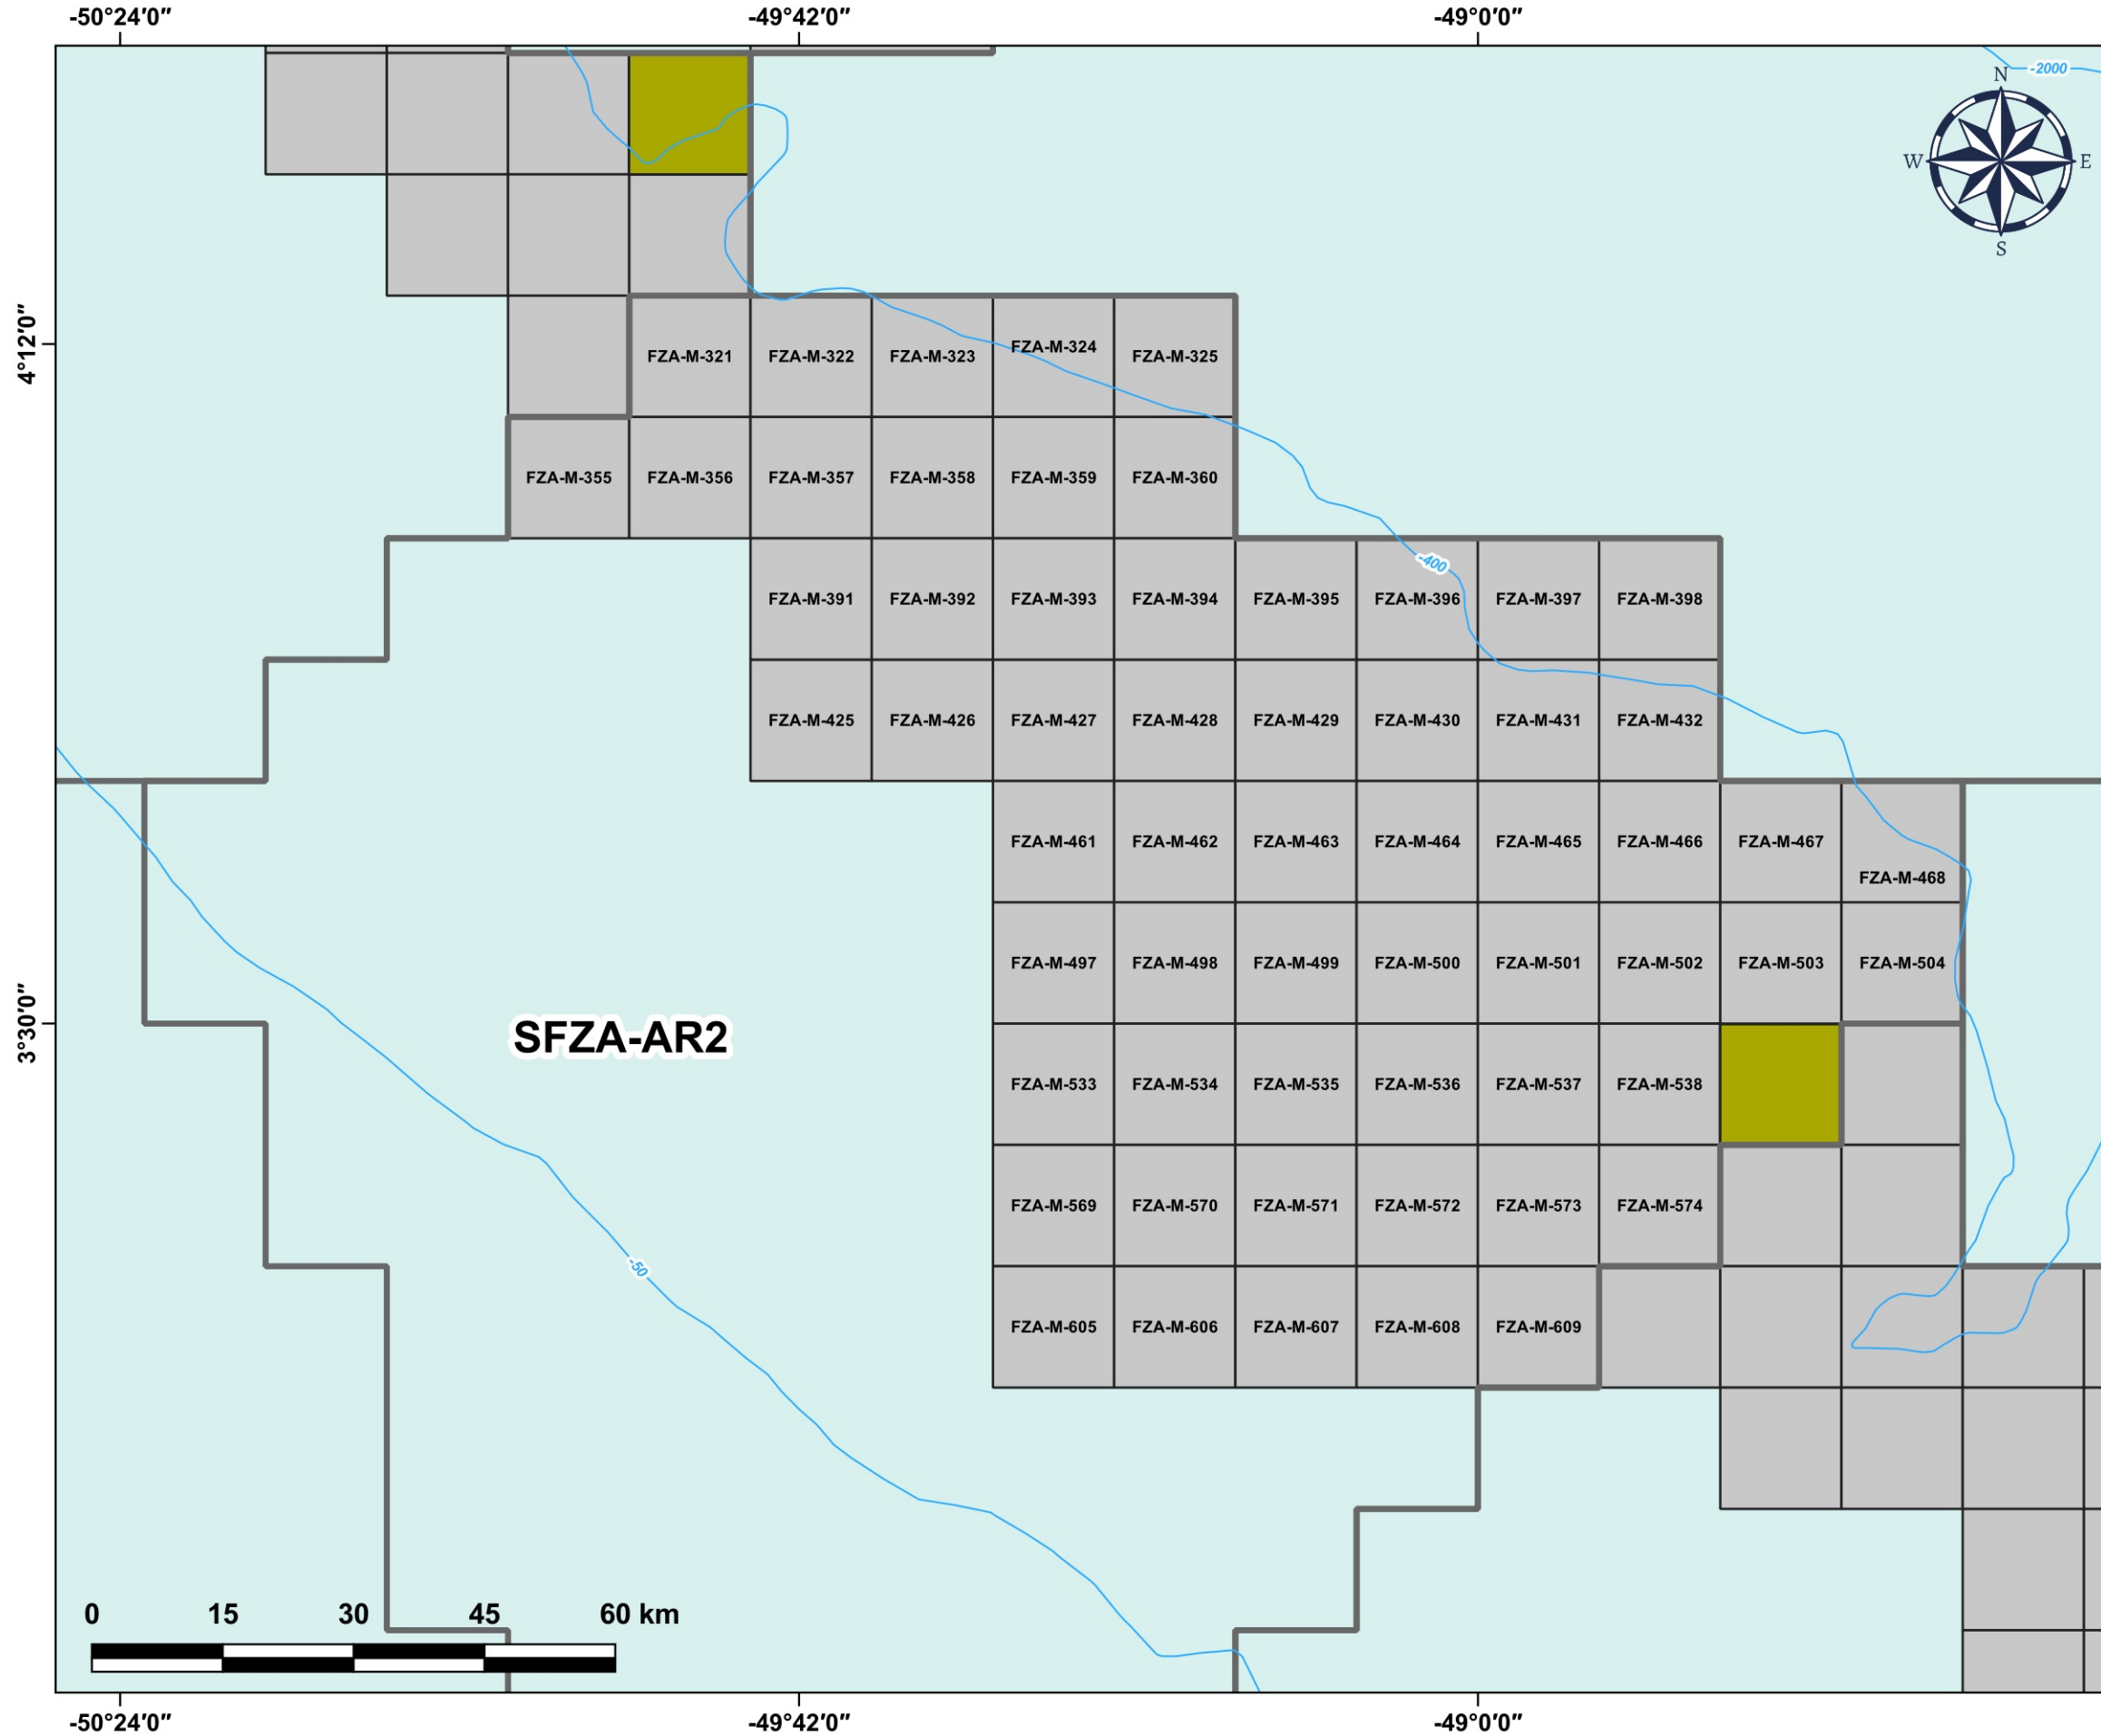 -50°24'0" -49°42'0" -49°0'0"
-2000
N
W E
S
4°12'0"
FZA-M-321 FZA-M-322 FZA-M-323 FZA-M-324 FZA-M-325
FZA-M-355 FZA-M-356 FZA-M-357 FZA-M-358 FZA-M-359 FZA-M-360
-400
FZA-M-391 FZA-M-392 FZA-M-393 FZA-M-394 FZA-M-395 FZA-M-396 FZA-M-397 FZA-M-398
FZA-M-425 FZA-M-426 FZA-M-427 FZA-M-428 FZA-M-429 FZA-M-430 FZA-M-431 FZA-M-432
FZA-M-461 FZA-M-462 FZA-M-463 FZA-M-464 FZA-M-465 FZA-M-466 FZA-M-467 FZA-M-468
FZA-M-497 FZA-M-498 FZA-M-499 FZA-M-500 FZA-M-501 FZA-M-502 FZA-M-503 FZA-M-504
3°30'0"
SFZA-AR2
FZA-M-533 FZA-M-534 FZA-M-535 FZA-M-536 FZA-M-537 FZA-M-538
FZA-M-569 FZA-M-570 FZA-M-571 FZA-M-572 FZA-M-573 FZA-M-574
-50
FZA-M-605 FZA-M-606 FZA-M-607 FZA-M-608 FZA-M-609
0 15 30 45 60 km
-50°24'0" -49°42'0" -49°0'0"